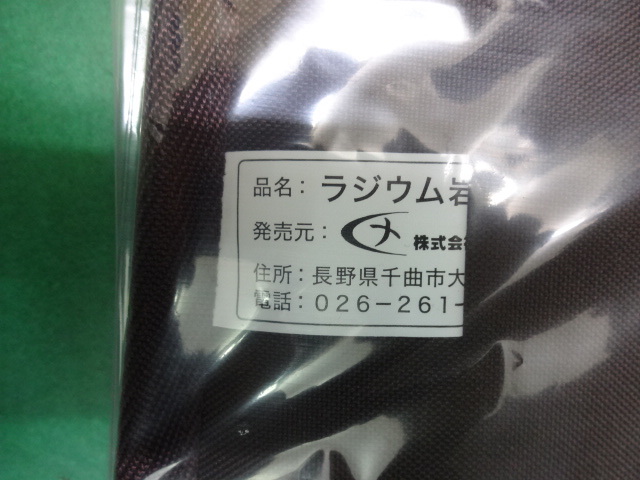 品名：ラジウム岩
発売元： 株式会
住所：長野県千曲市大
電話：026-261-